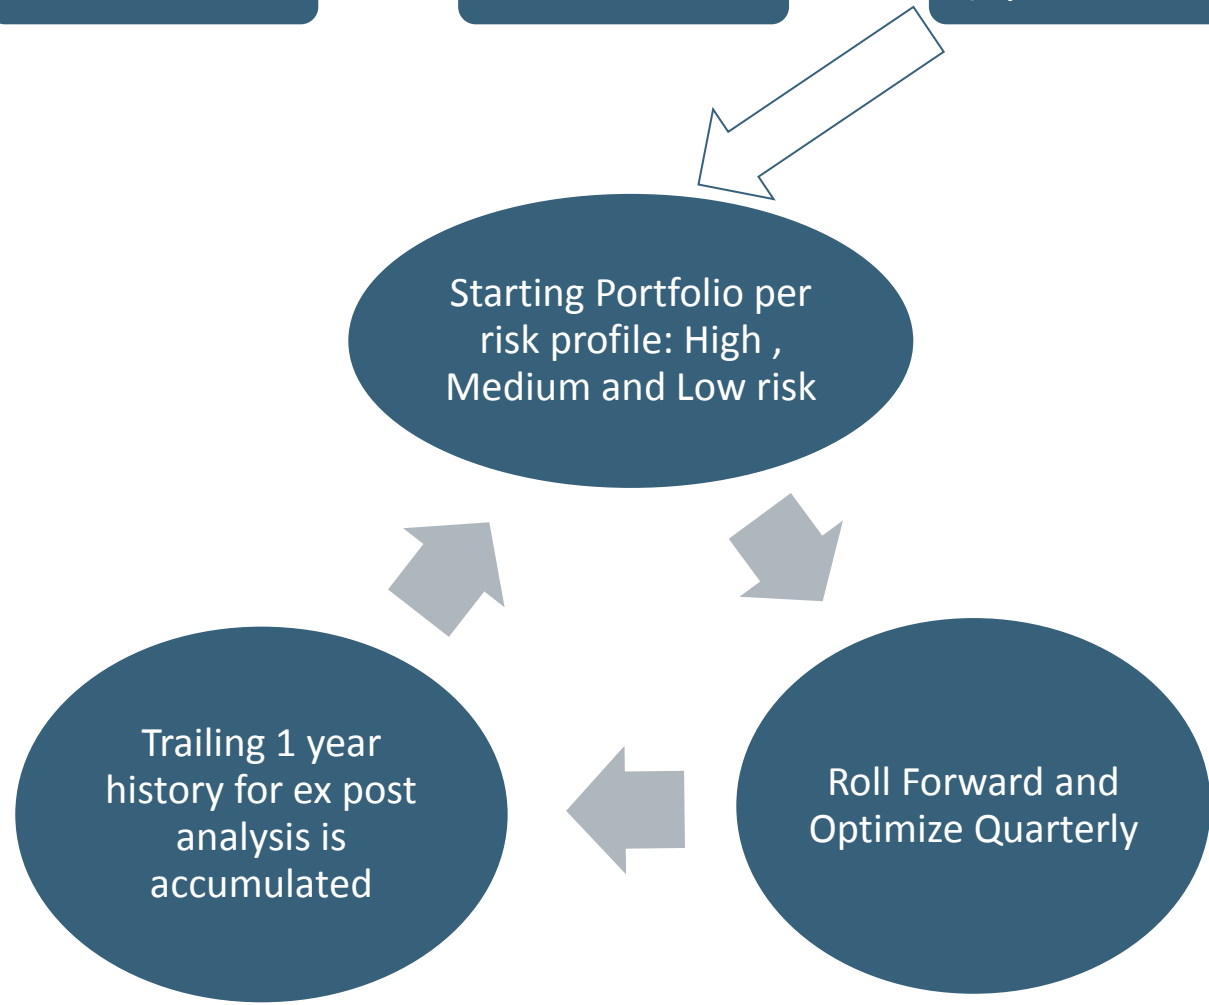 Starting Portfolio per
risk profile: High ,
Medium and Low risk
Trailing 1 year
history for ex post
analysis is
accumulated
Roll Forward and
Optimize Quarterly